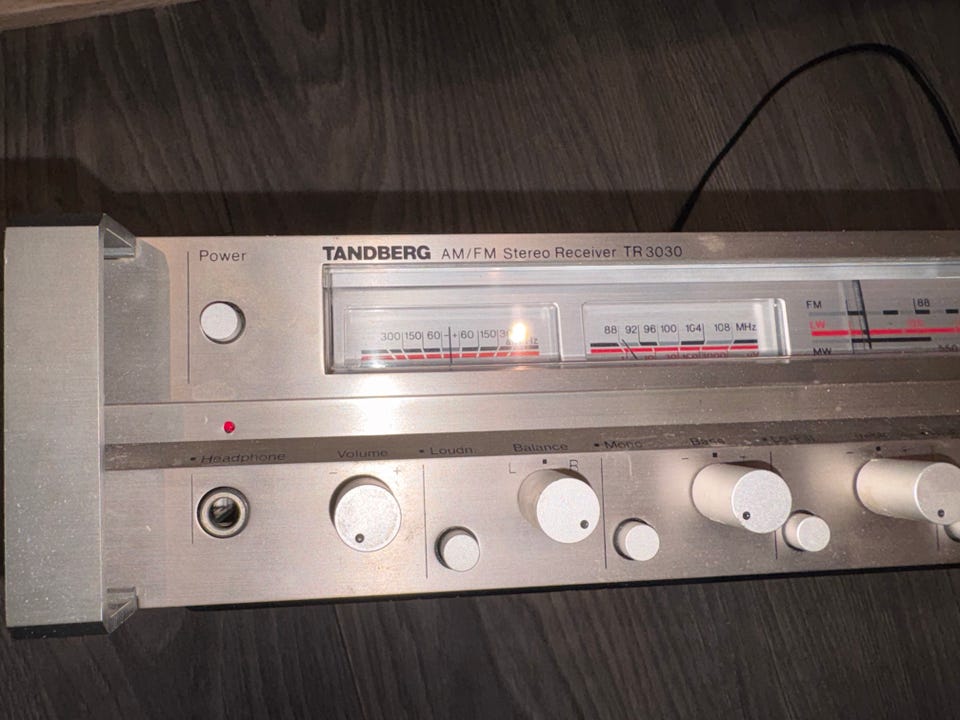 Power
TANDBERG AM/FM Stereo Receiver TR 3030
300 150 60 - + 60 150
88 92 96 100 104 108 MHz
FM 88
LW
MW
Headphone Volume Loudn. Balance Mono Bass
- + L R - + -